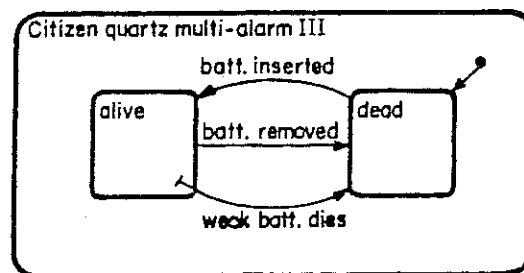 Citizen quartz multi-alarm III
batt. inserted
alive
dead
batt. removed
weak batt. dies